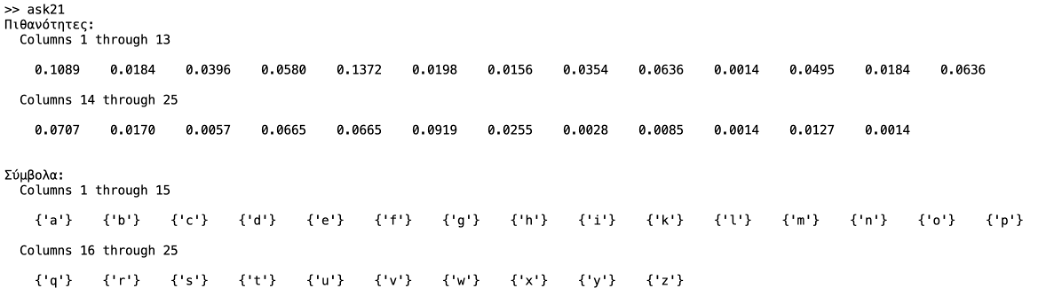 >> ask21
Πιθανότητες:
Columns 1 through 13
0.1089 0.0184 0.0396 0.0580 0.1372 0.0198 0.0156 0.0354 0.0636 0.0014 0.0495 0.0184 0.0636
Columns 14 through 25
0.0707 0.0170 0.0057 0.0665 0.0665 0.0919 0.0255 0.0028 0.0085 0.0014 0.0127 0.0014
Σύμβολα:
Columns 1 through 15
{'a'} {'b'} {'c'} {'d'} {'e'} {'f'} {'g'} {'h'} {'i'} {'k'} {'l'} {'m'} {'n'} {'o'} {'p'}
Columns 16 through 25
{'q'} {'r'} {'s'} {'t'} {'u'} {'v'} {'w'} {'x'} {'y'} {'z'}